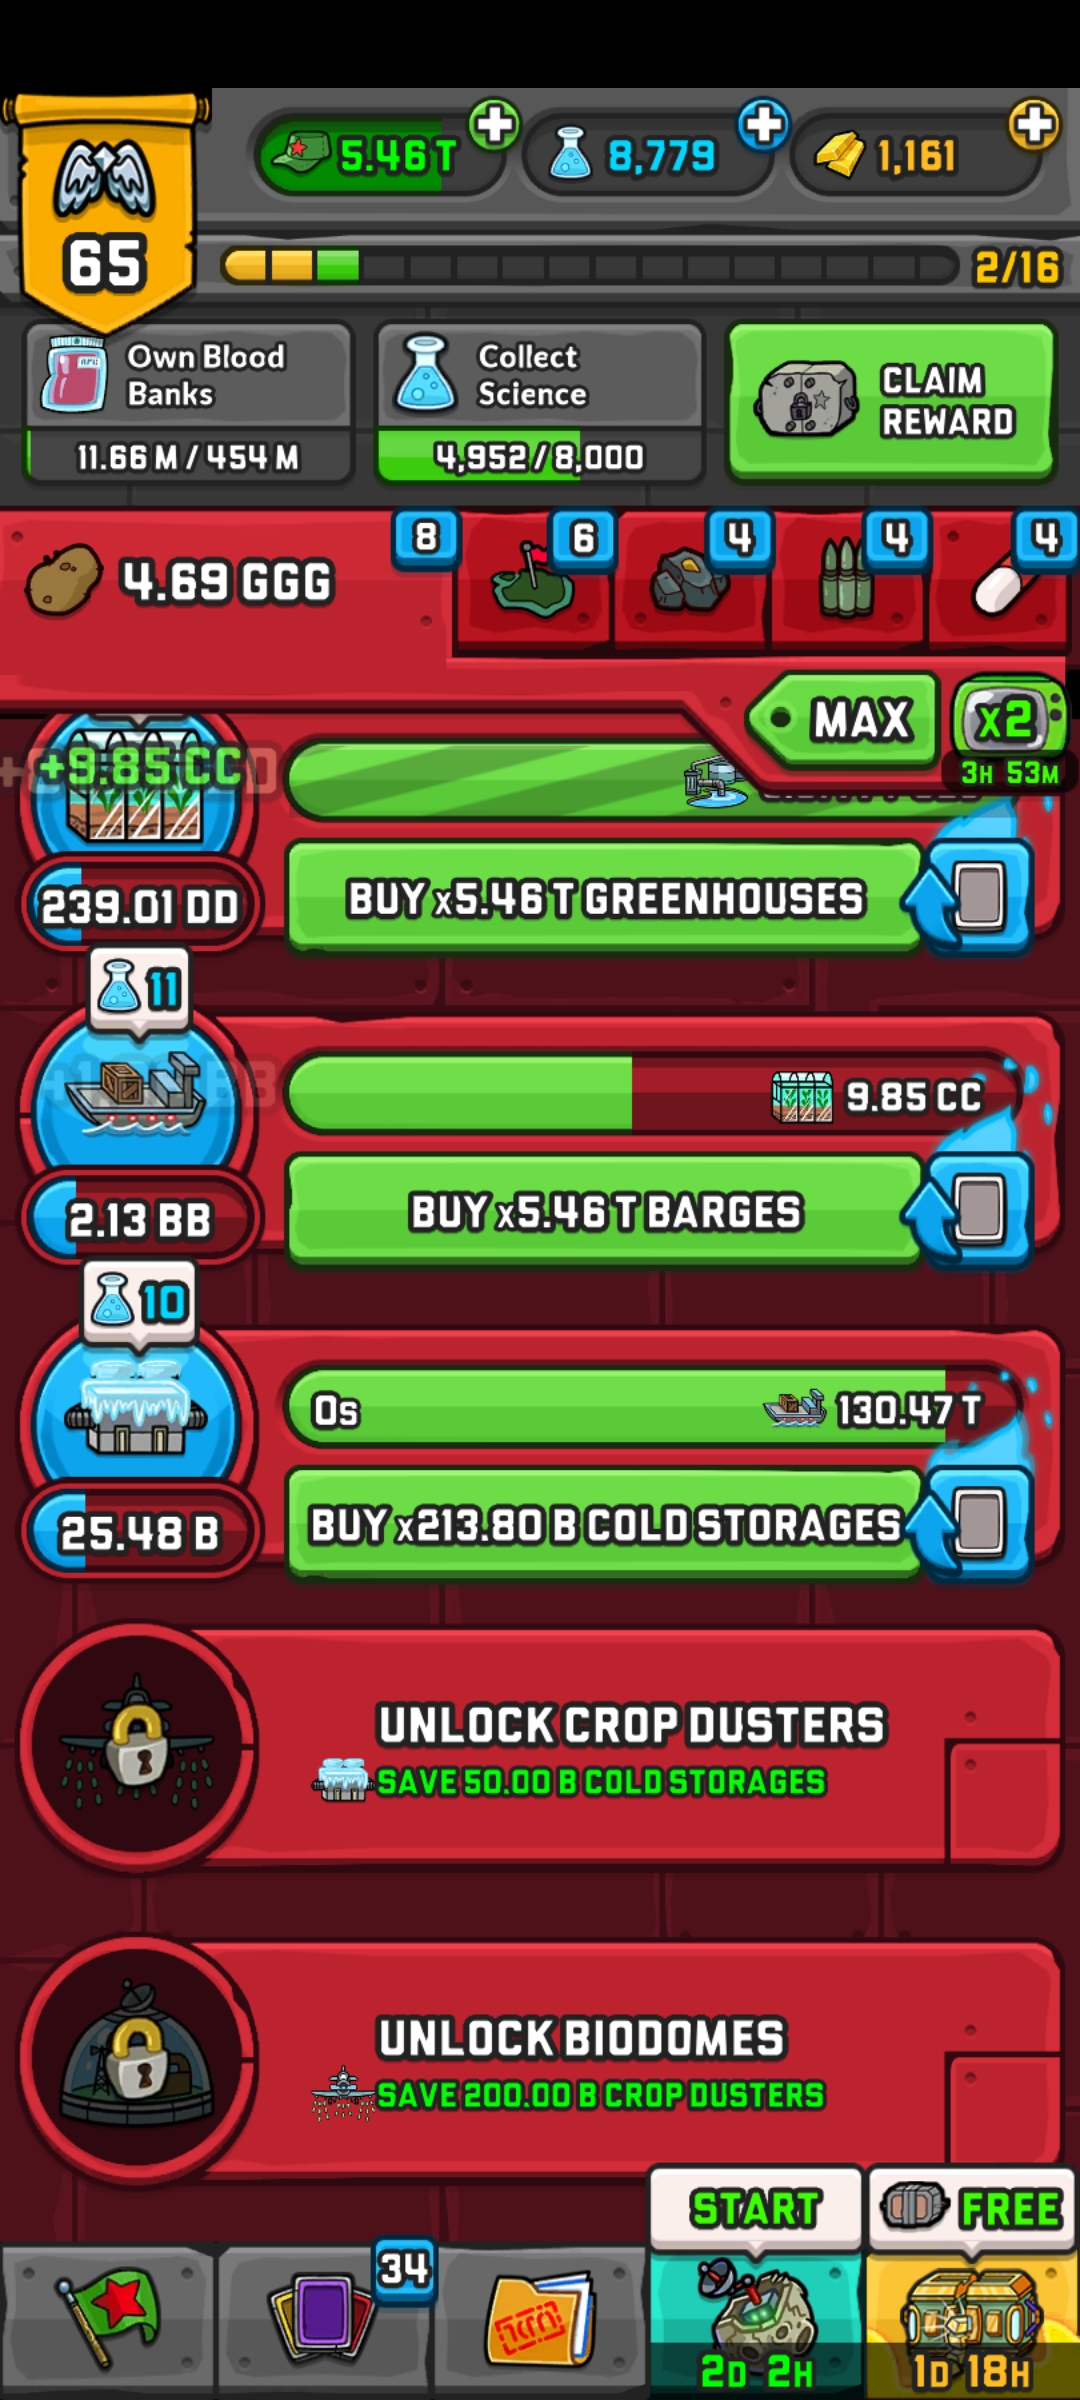 5.46 T
8,779
1,161
65
2/16
Own Blood
Banks
11.66 M / 454 M
Collect
Science
4,952/8,000
CLAIM
REWARD
4.69 GGG
8
6
4
4
4
MAX
x2
3H 53M
+9.85 CC
239.01 DD
BUY x5.46 T GREENHOUSES
11
9.85 CC
2.13 BB
BUY x5.46 T BARGES
10
0s
130.47 T
25.48 B
BUY x213.80 B COLD STORAGES
UNLOCK CROP DUSTERS
SAVE 50.00 B COLD STORAGES
UNLOCK BIODOMES
SAVE 200.00 B CROP DUSTERS
START
FREE
34
2D 2H
1D 18H